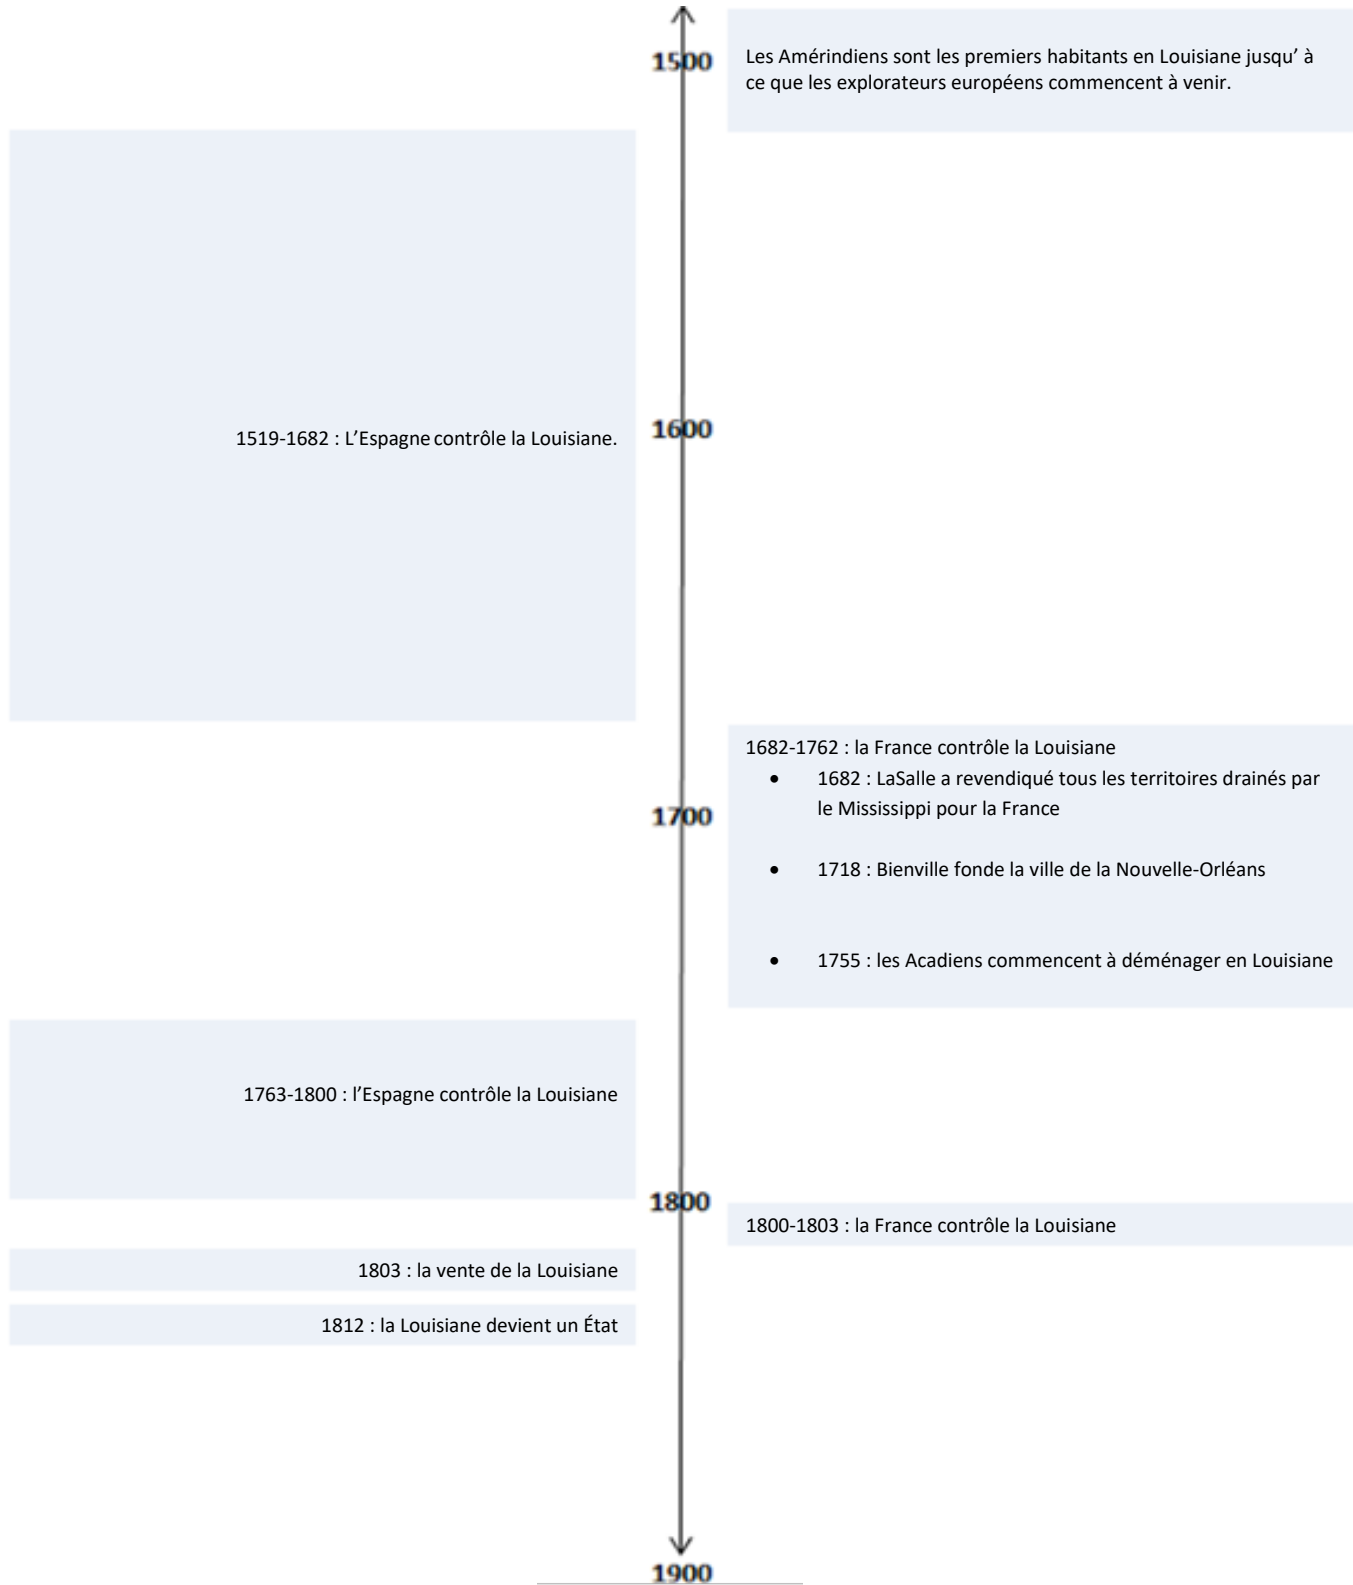 1500
Les Amérindiens sont les premiers habitants en Louisiane jusqu’ à
ce que les explorateurs européens commencent à venir.
1519-1682 : L’Espagne contrôle la Louisiane.
1600
1682-1762 : la France contrôle la Louisiane
• 1682 : LaSalle a revendiqué tous les territoires drainés par
le Mississippi pour la France
1700
• 1718 : Bienville fonde la ville de la Nouvelle-Orléans
• 1755 : les Acadiens commencent à déménager en Louisiane
1763-1800 : l’Espagne contrôle la Louisiane
1800
1800-1803 : la France contrôle la Louisiane
1803 : la vente de la Louisiane
1812 : la Louisiane devient un État
1900